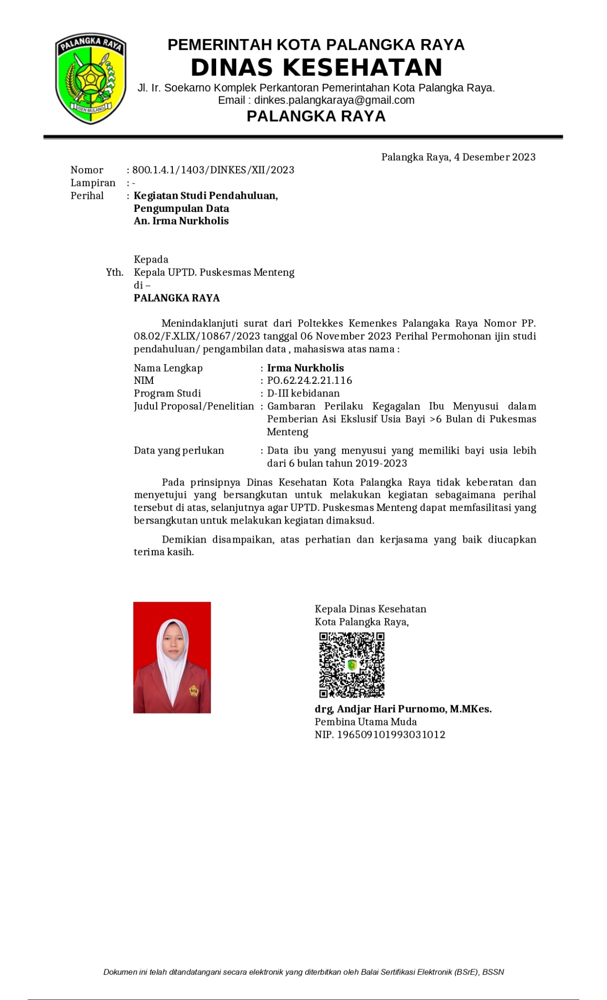 PALANGKA RAYA
ISEN MULANG
PEMERINTAH KOTA PALANGKA RAYA
DINAS KESEHATAN
Jl. Ir. Soekarno Komplek Perkantoran Pemerintahan Kota Palangka Raya.
Email : dinkes.palangkaraya@gmail.com
PALANGKA RAYA
Palangka Raya, 4 Desember 2023
Nomor : 800.1.4.1/1403/DINKES/XII/2023
Lampiran : -
Perihal : Kegiatan Studi Pendahuluan,
Pengumpulan Data
An. Irma Nurkholis
Kepada
Yth. Kepala UPTD. Puskesmas Menteng
di –
PALANGKA RAYA
Menindaklanjuti surat dari Poltekkes Kemenkes Palangaka Raya Nomor PP.
08.02/F.XLIX/10867/2023 tanggal 06 November 2023 Perihal Permohonan ijin studi
pendahuluan/ pengambilan data , mahasiswa atas nama :
Nama Lengkap : Irma Nurkholis
NIM : PO.62.24.2.21.116
Program Studi : D-III kebidanan
Judul Proposal/Penelitian : Gambaran Perilaku Kegagalan Ibu Menyusui dalam
Pemberian Asi Ekslusif Usia Bayi >6 Bulan di Pukesmas
Menteng
Data yang perlukan : Data ibu yang menyusui yang memiliki bayi usia lebih
dari 6 bulan tahun 2019-2023
Pada prinsipnya Dinas Kesehatan Kota Palangka Raya tidak keberatan dan
menyetujui yang bersangkutan untuk melakukan kegiatan sebagaimana perihal
tersebut di atas, selanjutnya agar UPTD. Puskesmas Menteng dapat memfasilitasi yang
bersangkutan untuk melakukan kegiatan dimaksud.
Demikian disampaikan, atas perhatian dan kerjasama yang baik diucapkan
terima kasih.
Kepala Dinas Kesehatan
Kota Palangka Raya,
drg, Andjar Hari Purnomo, M.MKes.
Pembina Utama Muda
NIP. 196509101993031012
Dokumen ini telah ditandatangani secara elektronik yang diterbitkan oleh Balai Sertifikasi Elektronik (BSrE), BSSN